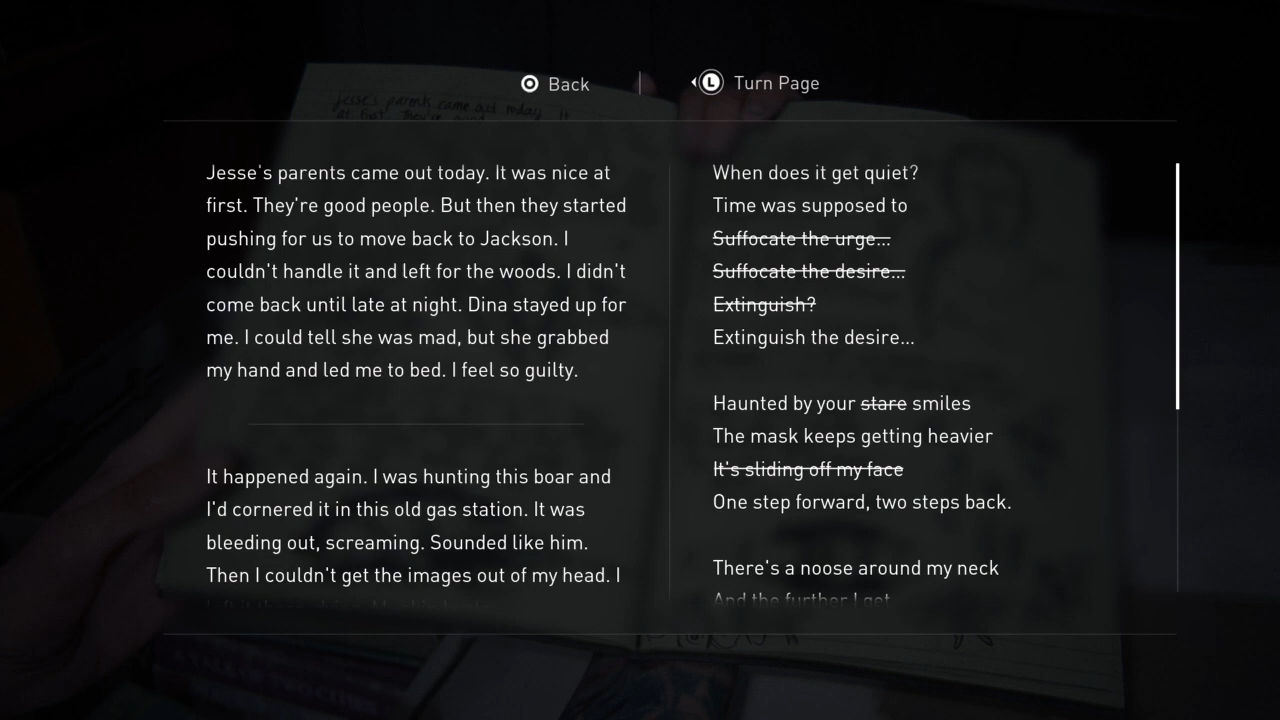 Back
Turn Page
Jesse's parents came out today. It
Jesse's parents came out today. It was nice at
first. They're good people. But then they started
pushing for us to move back to Jackson. I
couldn't handle it and left for the woods. I didn't
come back until late at night. Dina stayed up for
me. I could tell she was mad, but she grabbed
my hand and led me to bed. I feel so guilty.
It happened again. I was hunting this boar and
I'd cornered it in this old gas station. It was
bleeding out, screaming. Sounded like him.
Then I couldn't get the images out of my head. I
When does it get quiet?
Time was supposed to
Suffocate the urge...
Suffocate the desire...
Extinguish?
Extinguish the desire...
Haunted by your stare smiles
The mask keeps getting heavier
It's sliding off my face
One step forward, two steps back.
There's a noose around my neck
And the further I get